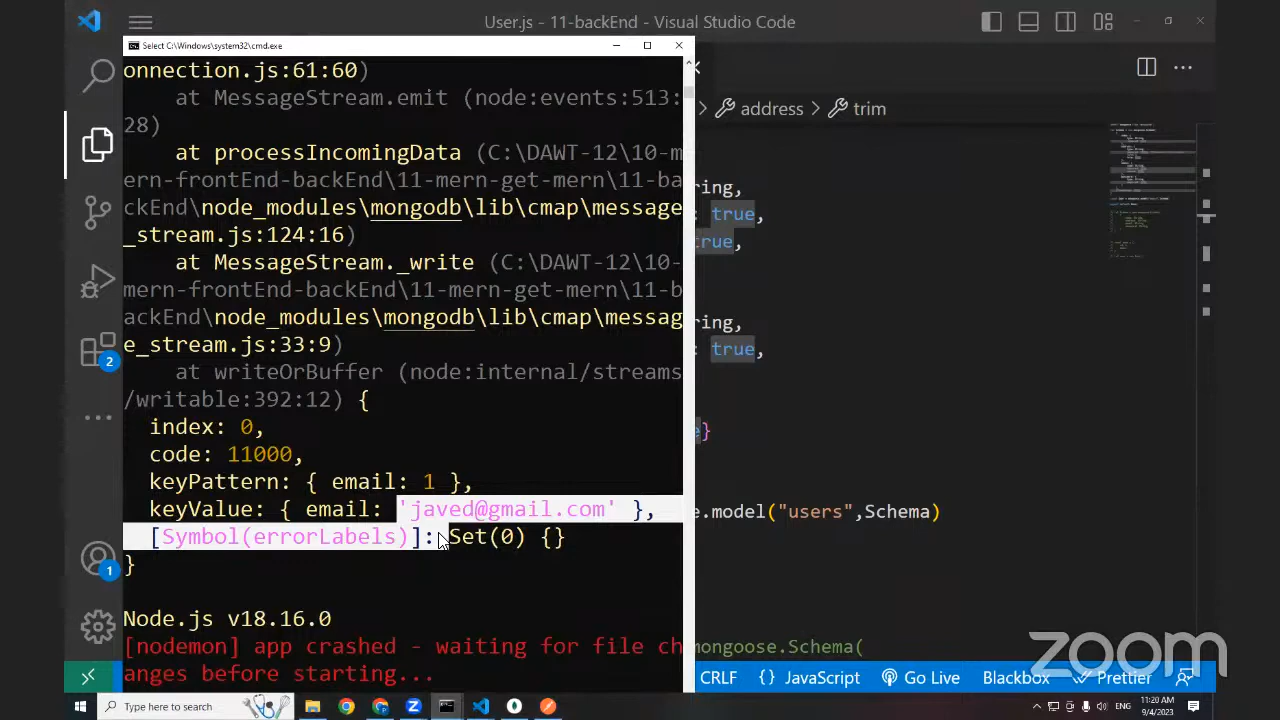 User.js - 11-backEnd - Visual Studio Code
Select C:\Windows\system32\cmd.exe
onnection.js:61:60)
at MessageStream.emit (node:events:513:
28)
at processIncomingData (C:\DAWT-12\10-m
ern-frontEnd-backEnd\11-mern-get-mern\11-ba
ckEnd\node_modules\mongodb\lib\cmap\message
_stream.js:124:16)
at MessageStream._write (C:\DAWT-12\10-
mern-frontEnd-backEnd\11-mern-get-mern\11-b
ackEnd\node_modules\mongodb\lib\cmap\messag
e_stream.js:33:9)
at writeOrBuffer (node:internal/streams
/writable:392:12) {
index: 0,
code: 11000,
keyPattern: { email: 1 },
keyValue: { email: 'javed@gmail.com' },
[Symbol(errorLabels)]: Set(0) {}
}
Node.js v18.16.0
[nodemon] app crashed - waiting for file ch
anges before starting...
> address > trim
ring,
: true,
true,
ring,
: true,
e}
e.model("users",Schema)
mongoose.Schema(
zoom
2
1
CRLF {} JavaScript Go Live Blackbox Prettier
Type here to search
ENG
11:20 AM
9/4/2023